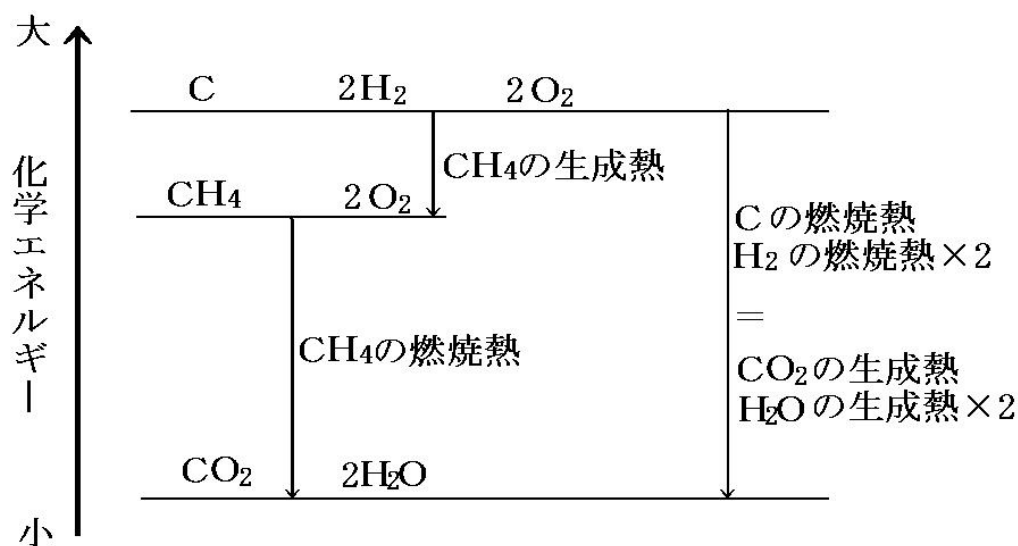 大
C 2H₂ 2O₂
CH₄の生成熱
CH₄ 2O₂
Cの燃焼熱
H₂の燃焼熱×2
=
CO₂の生成熱
H₂Oの生成熱×2
化学エネルギー
CH₄の燃焼熱
CO₂ 2H₂O
小